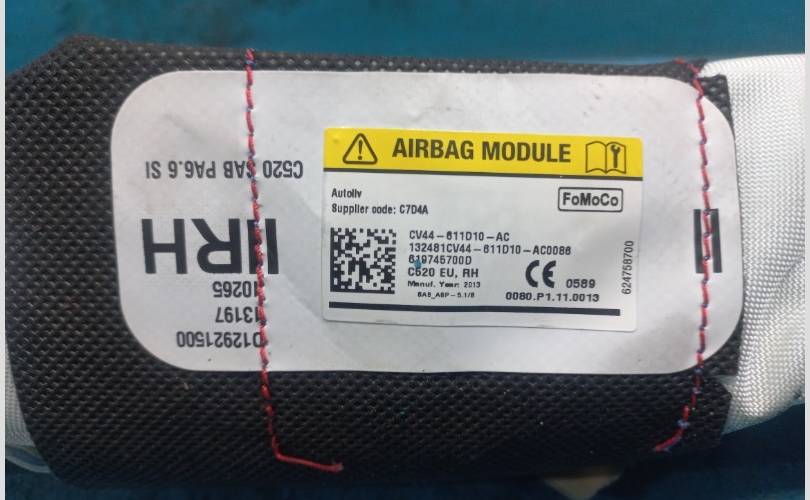 AIRBAG MODULE
Autoliv
Supplier code: C7D4A
FoMoCo
CV44-611D10-AC
132481CV44-611D10-AC0086
619745700D
C520 EU, RH
Manuf. Year: 2013
SAB_ABP - 5.1/8
CE 0589
0080.P1.11.0013
624758700
C520 SAB PA6.6 SI
RH
10265
13197
D12921500